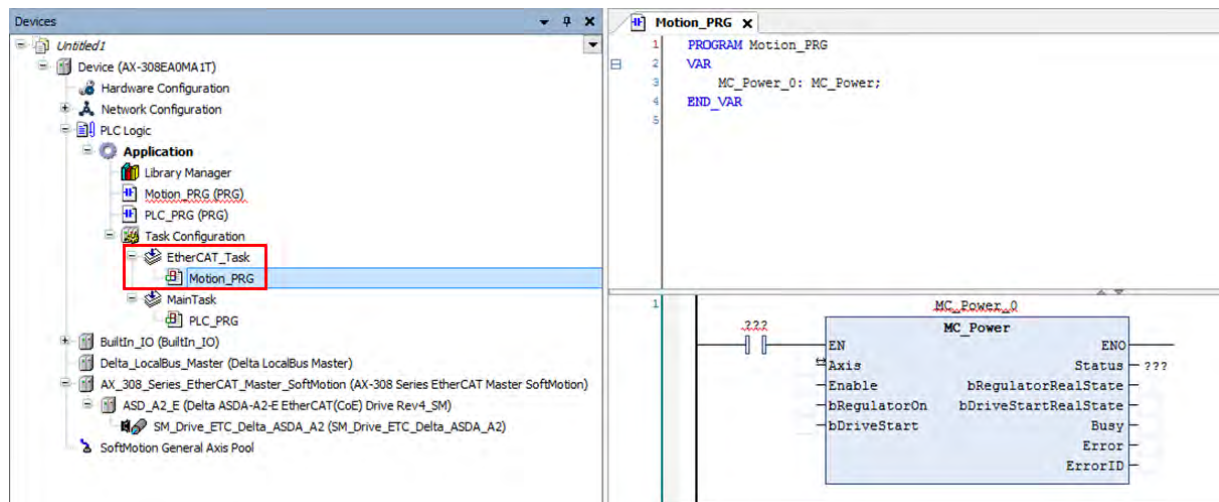 Devices
Untitled1
Device (AX-308EA0MA1T)
Hardware Configuration
Network Configuration
PLC Logic
Application
Library Manager
Motion_PRG (PRG)
PLC_PRG (PRG)
Task Configuration
EtherCAT_Task
Motion_PRG
MainTask
PLC_PRG
BuiltIn_IO (BuiltIn_IO)
Delta_LocalBus_Master (Delta LocalBus Master)
AX_308_Series_EtherCAT_Master_SoftMotion (AX-308 Series EtherCAT Master SoftMotion)
ASD_A2_E (Delta ASDA-A2-E EtherCAT(CoE) Drive Rev4_SM)
SM_Drive_ETC_Delta_ASDA_A2 (SM_Drive_ETC_Delta_ASDA_A2)
SoftMotion General Axis Pool
Motion_PRG x
1 PROGRAM Motion_PRG
2 VAR
3 MC_Power_0: MC_Power;
4 END_VAR
5
1 MC_Power_0
??? MC_Power
EN ENO
Axis Status ???
Enable bRegulatorRealState
bRegulatorOn bDriveStartRealState
bDriveStart Busy
Error
ErrorID